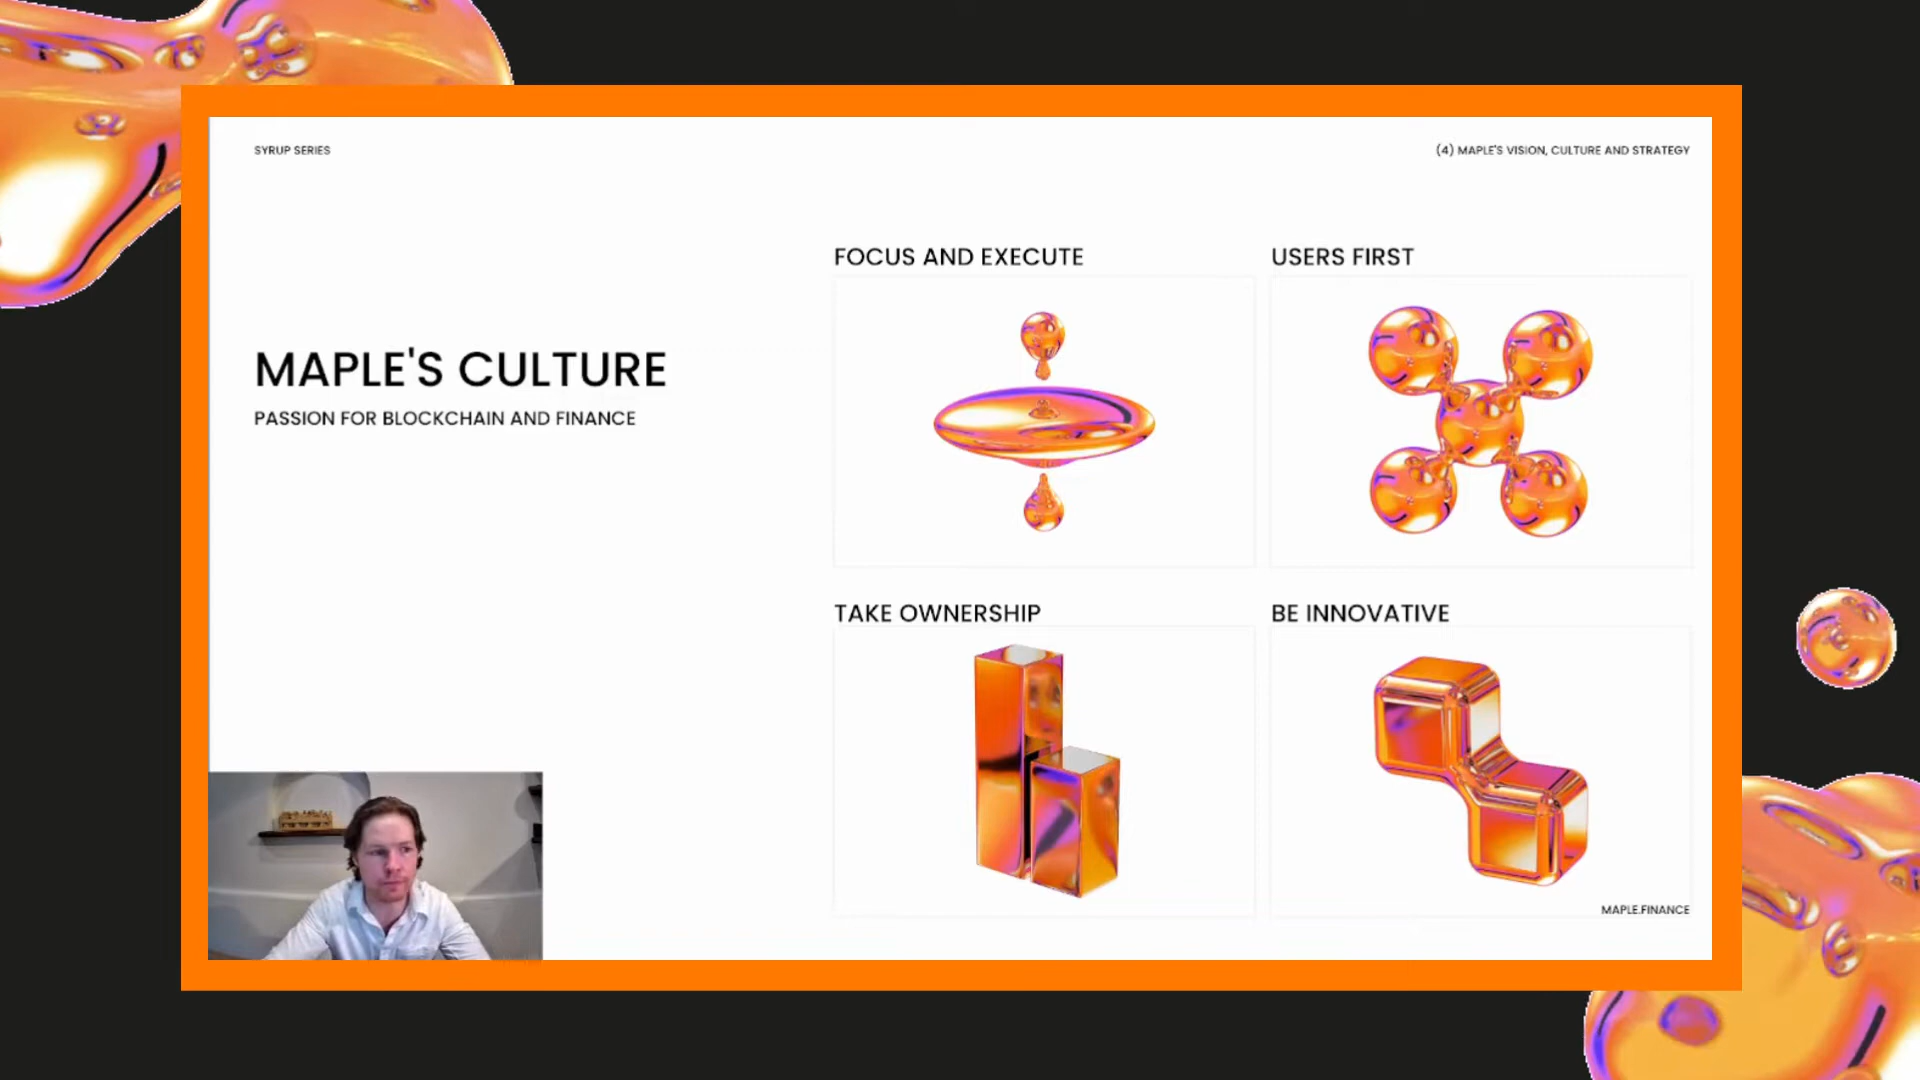 SYRUP SERIES
(4) MAPLE'S VISION, CULTURE AND STRATEGY
MAPLE'S CULTURE
PASSION FOR BLOCKCHAIN AND FINANCE
FOCUS AND EXECUTE
USERS FIRST
TAKE OWNERSHIP
BE INNOVATIVE
MAPLE.FINANCE